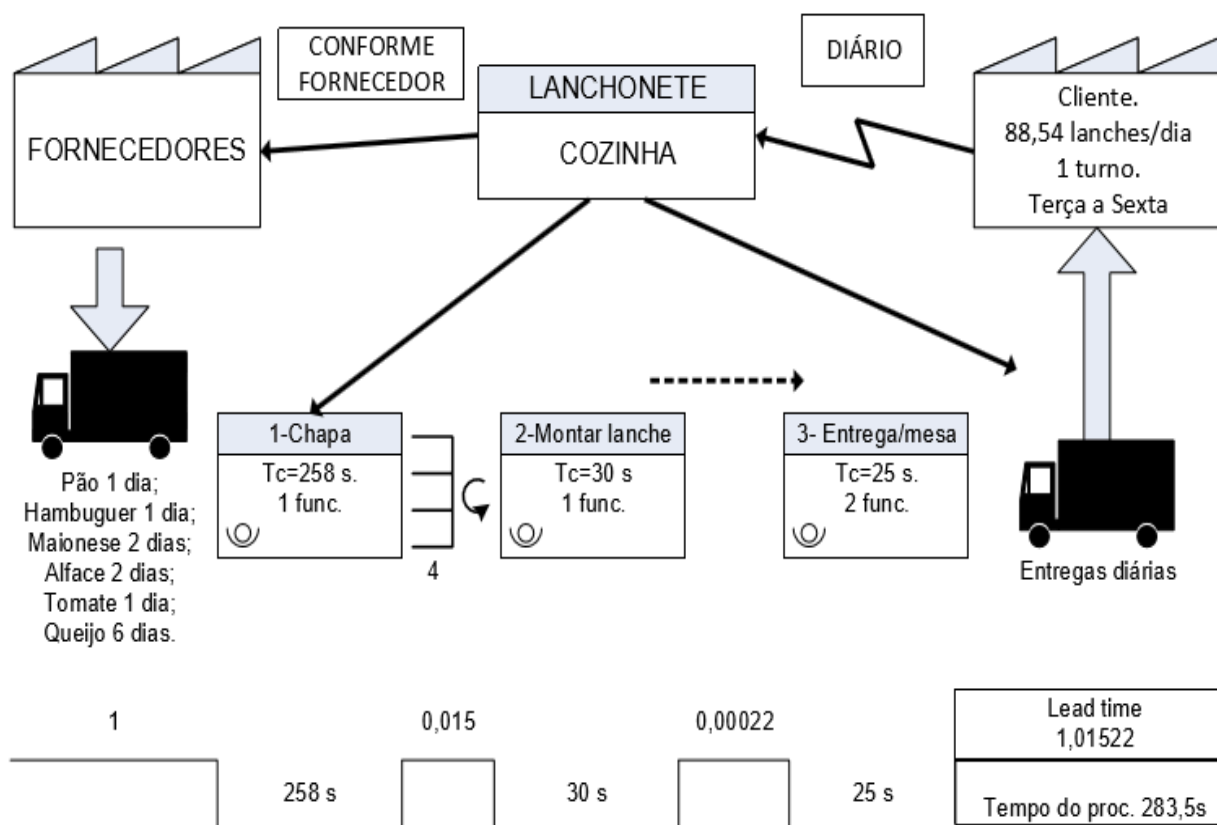 CONFORME
FORNECEDOR
DIÁRIO
FORNECEDORES
LANCHONETE
COZINHA
Cliente.
88,54 lanches/dia
1 turno.
Terça a Sexta
Pão 1 dia;
Hambuguer 1 dia;
Maionese 2 dias;
Alface 2 dias;
Tomate 1 dia;
Queijo 6 dias.
1-Chapa
Tc=258 s.
1 func.
4
2-Montar lanche
Tc=30 s
1 func.
3- Entrega/mesa
Tc=25 s.
2 func.
Entregas diárias
1
0,015
0,00022
Lead time
1,01522
258 s
30 s
25 s
Tempo do proc. 283,5s